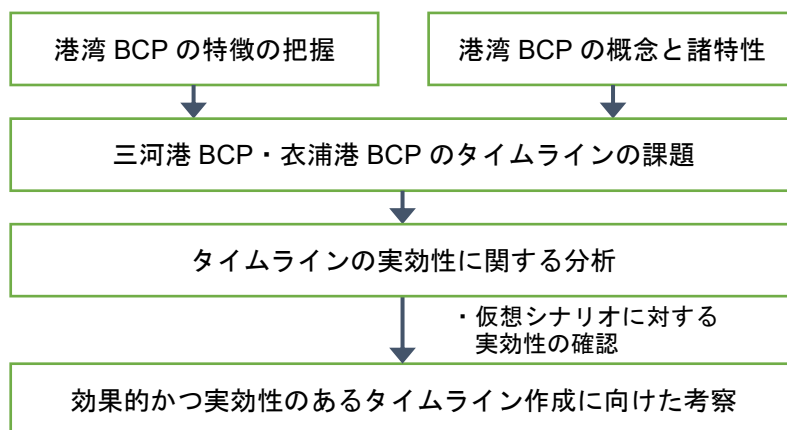 港湾 BCP の特徴の把握
港湾 BCP の概念と諸特性
三河港 BCP・衣浦港 BCP のタイムラインの課題
タイムラインの実効性に関する分析
・仮想シナリオに対する
実効性の確認
効果的かつ実効性のあるタイムライン作成に向けた考察